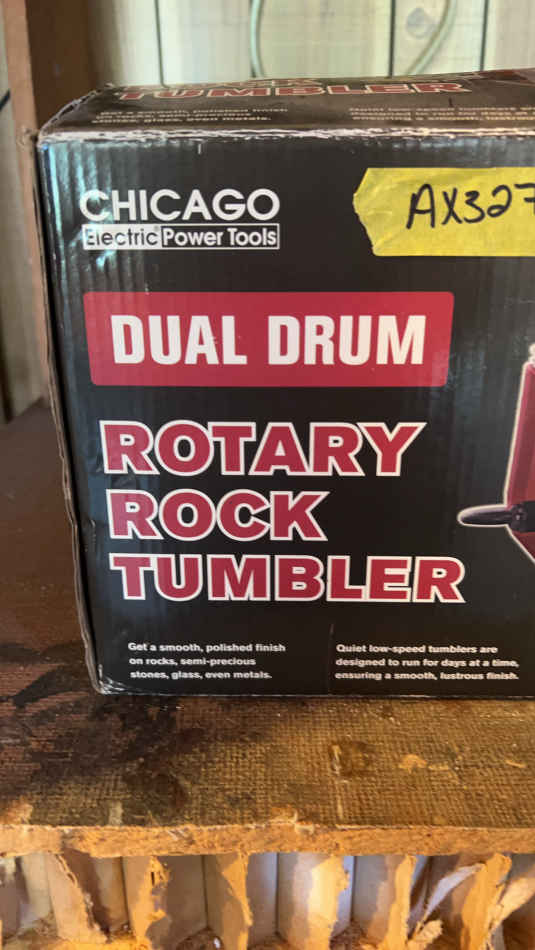 TUMBLER
CHICAGO
Electric® Power Tools
AX327
DUAL DRUM
ROTARY
ROCK
TUMBLER
Get a smooth, polished finish
on rocks, semi-precious
stones, glass, even metals.
Quiet low-speed tumblers are
designed to run for days at a time,
ensuring a smooth, lustrous finish.